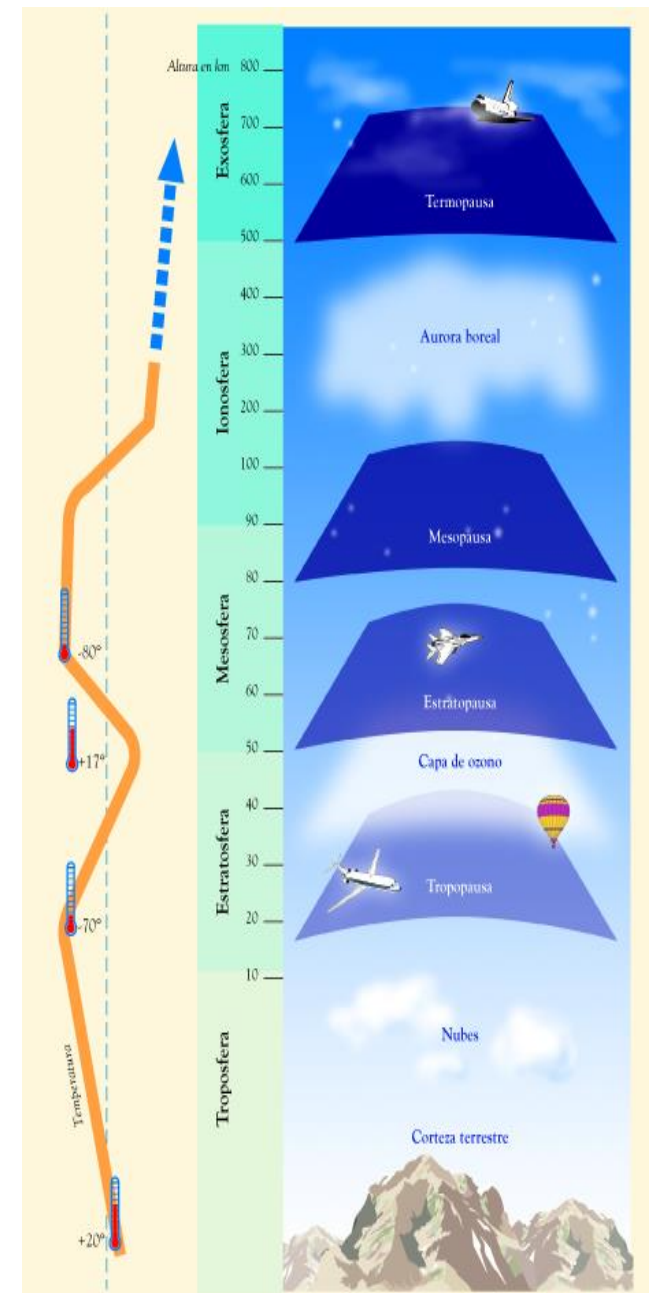 Altura en km 800
700
600
500
400
300
200
100
90
80
70
60
50
40
30
20
10
Exosfera
Ionosfera
Mesosfera
Estratosfera
Troposfera
Termopausa
Aurora boreal
Mesopausa
Estratopausa
Capa de ozono
Tropopausa
Nubes
Corteza terrestre
-80°
+17°
-70°
Temperatura
+20°